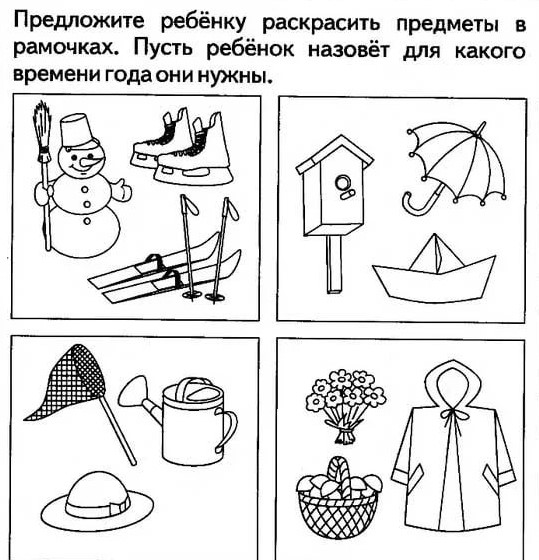 Предложите ребёнку раскрасить предметы в
рамочках. Пусть ребёнок назовёт для какого
времени года они нужны.